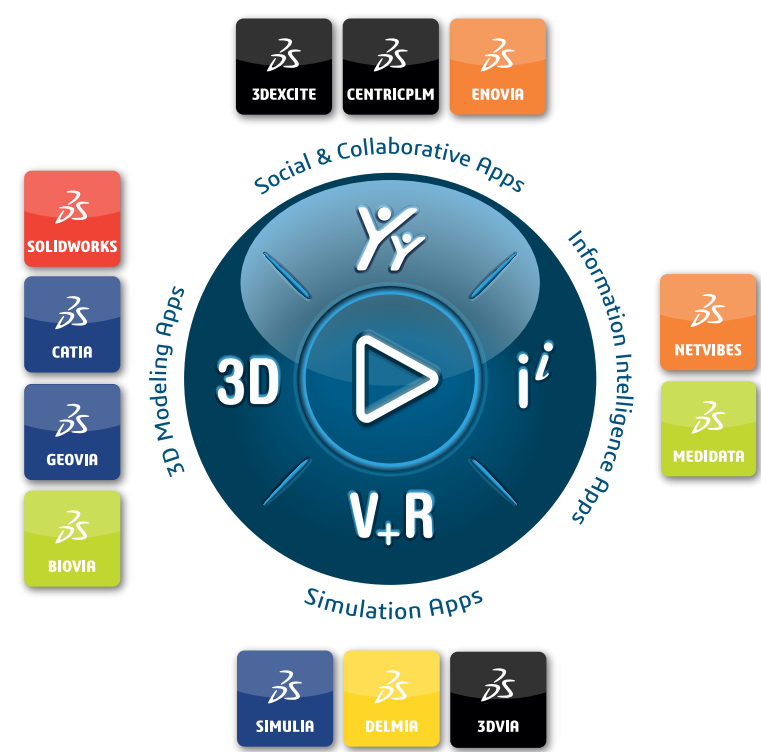 3DEXCITE
CENTRICPLM
ENOVIA
Social & Collaborative Apps
SOLIDWORKS
CATIA
GEOVIA
BIOVIA
3D Modeling Apps
3D
i i
V+R
Information Intelligence Apps
NETVIBES
MEDIDATA
Simulation Apps
SIMULIA
DELMIA
3DVIA